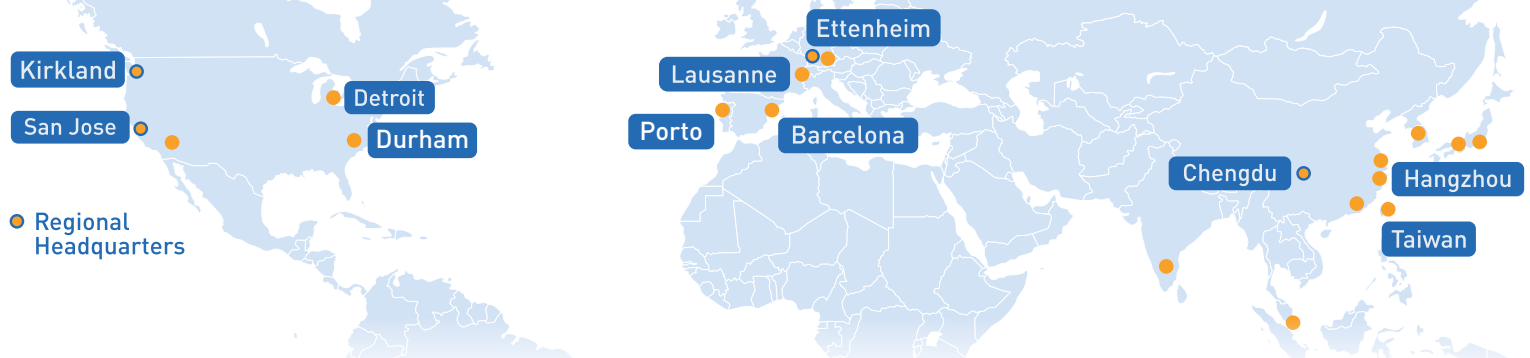 Ettenheim
Kirkland
Lausanne
Detroit
San Jose
Durham
Porto
Barcelona
Chengdu
Hangzhou
Regional
Headquarters
Taiwan